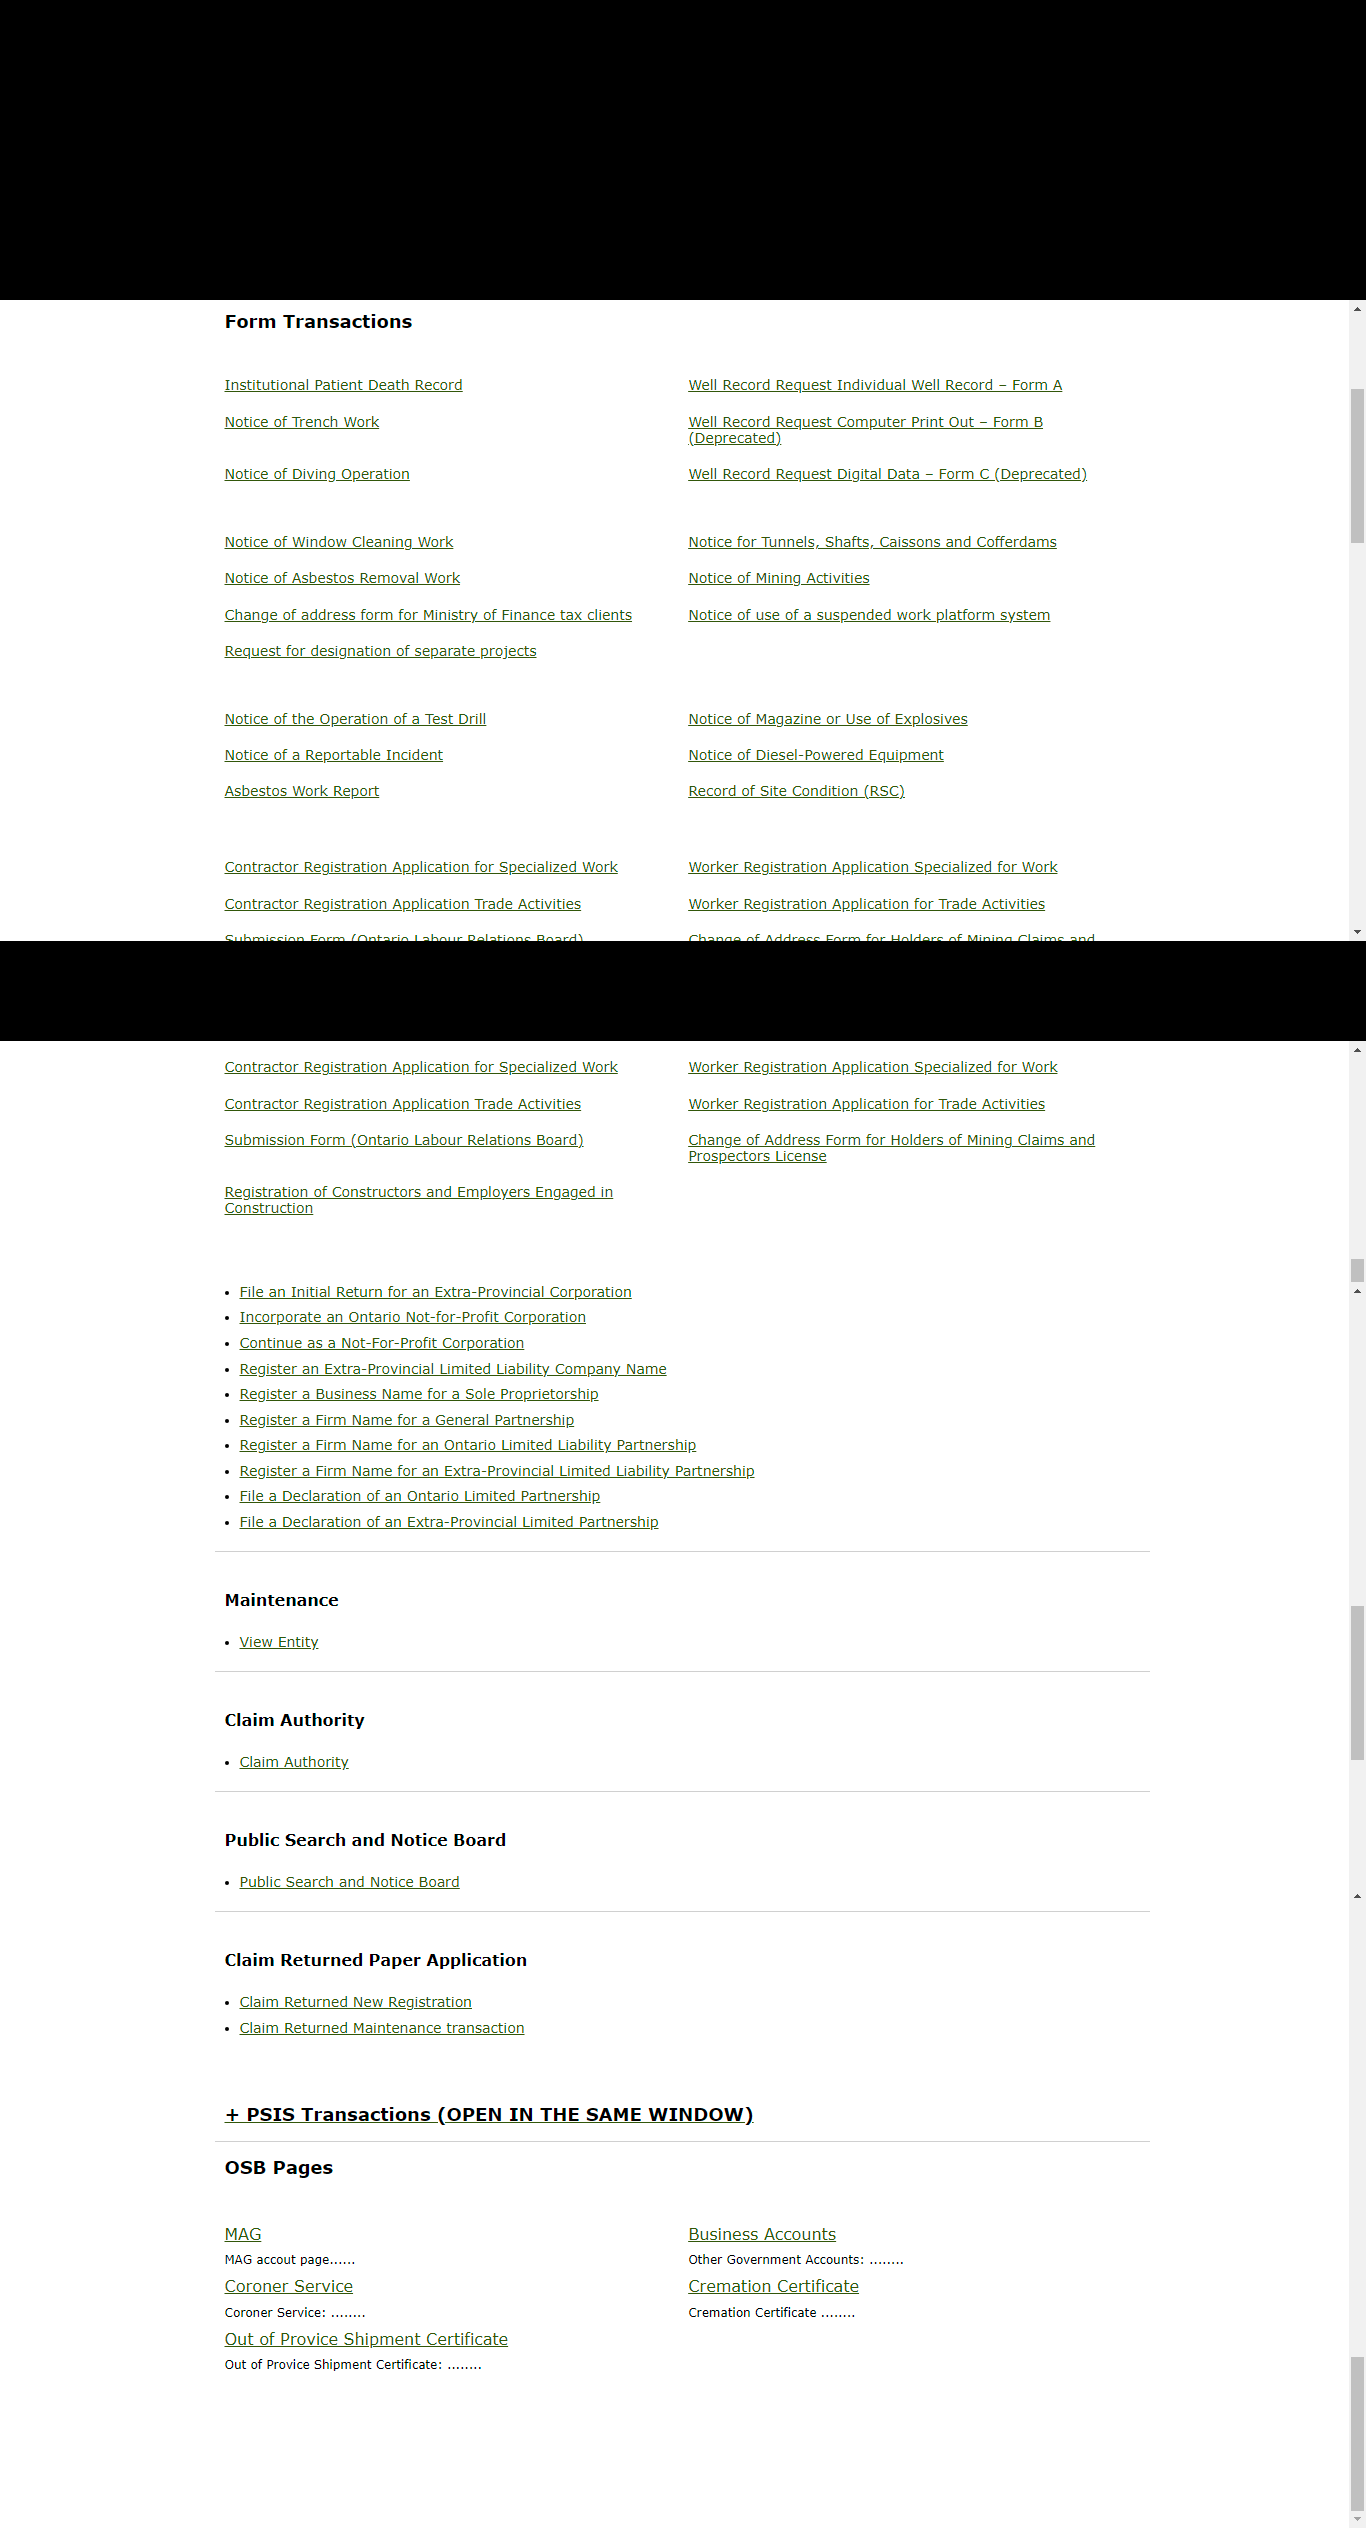 Form Transactions
Institutional Patient Death Record
Well Record Request Individual Well Record – Form A
Notice of Trench Work
Well Record Request Computer Print Out – Form B
(Deprecated)
Notice of Diving Operation
Well Record Request Digital Data – Form C (Deprecated)
Notice of Window Cleaning Work
Notice for Tunnels, Shafts, Caissons and Cofferdams
Notice of Asbestos Removal Work
Notice of Mining Activities
Change of address form for Ministry of Finance tax clients
Notice of use of a suspended work platform system
Request for designation of separate projects
Notice of the Operation of a Test Drill
Notice of Magazine or Use of Explosives
Notice of a Reportable Incident
Notice of Diesel-Powered Equipment
Asbestos Work Report
Record of Site Condition (RSC)
Contractor Registration Application for Specialized Work
Worker Registration Application Specialized for Work
Contractor Registration Application Trade Activities
Worker Registration Application for Trade Activities
Submission Form (Ontario Labour Relations Board)
Change of Address Form for Holders of Mining Claims and
Contractor Registration Application for Specialized Work
Worker Registration Application Specialized for Work
Contractor Registration Application Trade Activities
Worker Registration Application for Trade Activities
Submission Form (Ontario Labour Relations Board)
Change of Address Form for Holders of Mining Claims and
Prospectors License
Registration of Constructors and Employers Engaged in
Construction
• File an Initial Return for an Extra-Provincial Corporation
• Incorporate an Ontario Not-for-Profit Corporation
• Continue as a Not-For-Profit Corporation
• Register an Extra-Provincial Limited Liability Company Name
• Register a Business Name for a Sole Proprietorship
• Register a Firm Name for a General Partnership
• Register a Firm Name for an Ontario Limited Liability Partnership
• Register a Firm Name for an Extra-Provincial Limited Liability Partnership
• File a Declaration of an Ontario Limited Partnership
• File a Declaration of an Extra-Provincial Limited Partnership
Maintenance
• View Entity
Claim Authority
• Claim Authority
Public Search and Notice Board
• Public Search and Notice Board
Claim Returned Paper Application
• Claim Returned New Registration
• Claim Returned Maintenance transaction
+ PSIS Transactions (OPEN IN THE SAME WINDOW)
OSB Pages
MAG
Business Accounts
MAG accout page......
Other Government Accounts: ........
Coroner Service
Cremation Certificate
Coroner Service: ........
Cremation Certificate ........
Out of Provice Shipment Certificate
Out of Provice Shipment Certificate: ........